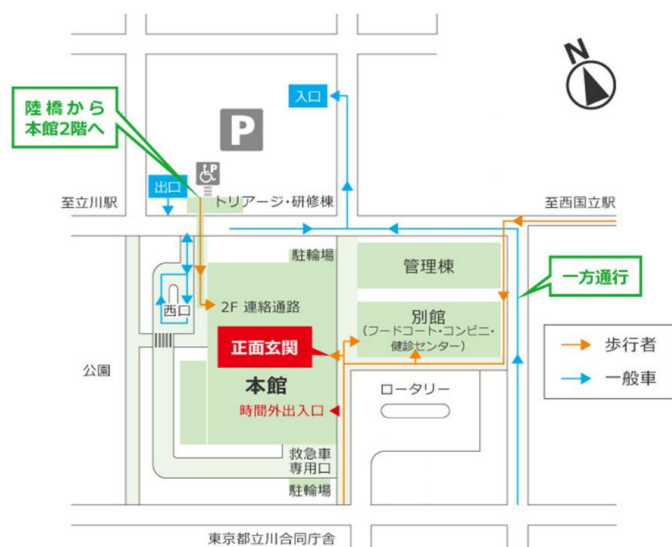 N
入口
陸橋から
本館2階へ
P
P
出口
至立川駅
トリアージ・研修棟
至西国立駅
駐輪場
管理棟
一方通行
2F 連絡通路
西口
別館
(フードコート・コンビニ・
健診センター)
正面玄関
歩行者
公園
本館
ロータリー
一般車
時間外出入口
救急車
専用口
駐輪場
東京都立川合同庁舎